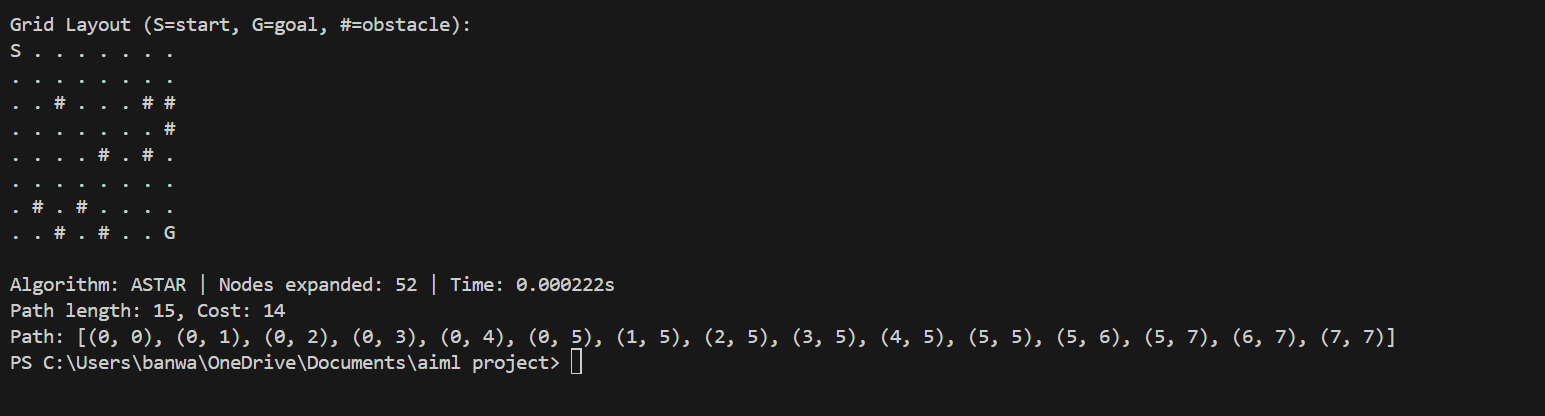 Grid Layout (S=start, G=goal, #=obstacle):
S . . . . . . .
. . . . . . . .
. . # . . . # #
. . . . . . . #
. . . . # . # .
. . . . . . . .
. # . # . . . .
. . # . # . . G
Algorithm: ASTAR | Nodes expanded: 52 | Time: 0.000222s
Path length: 15, Cost: 14
Path: [(0, 0), (0, 1), (0, 2), (0, 3), (0, 4), (0, 5), (1, 5), (2, 5), (3, 5), (4, 5), (5, 5), (5, 6), (5, 7), (6, 7), (7, 7)]
PS C:\Users\banwa\OneDrive\Documents\aiml project>